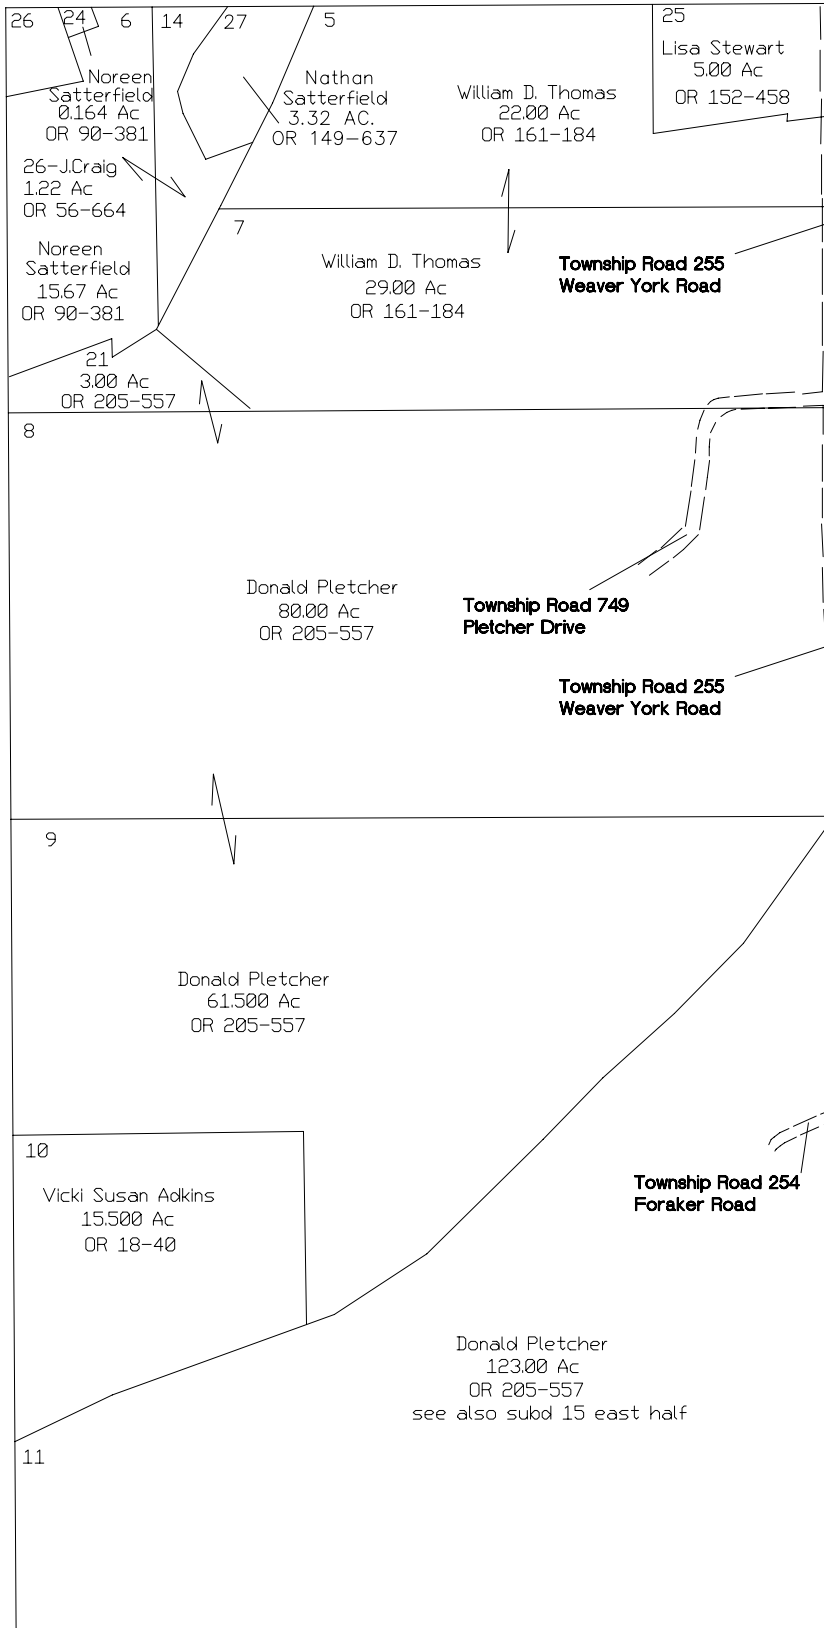 26
24
6
14
27
5
25
Noreen
Satterfield
0.164 Ac
OR 90-381
Nathan
Satterfield
3.32 AC.
OR 149-637
William D. Thomas
22.00 Ac
OR 161-184
Lisa Stewart
5.00 Ac
OR 152-458
26-J.Craig
1.22 Ac
OR 56-664
7
Noreen
Satterfield
15.67 Ac
OR 90-381
William D. Thomas
29.00 Ac
OR 161-184
Township Road 255
Weaver York Road
21
3.00 Ac
OR 205-557
8
Donald Pletcher
80.00 Ac
OR 205-557
Township Road 749
Pletcher Drive
Township Road 255
Weaver York Road
9
Donald Pletcher
61.500 Ac
OR 205-557
10
Vicki Susan Adkins
15.500 Ac
OR 18-40
Township Road 254
Foraker Road
Donald Pletcher
123.00 Ac
OR 205-557
see also subd 15 east half
11